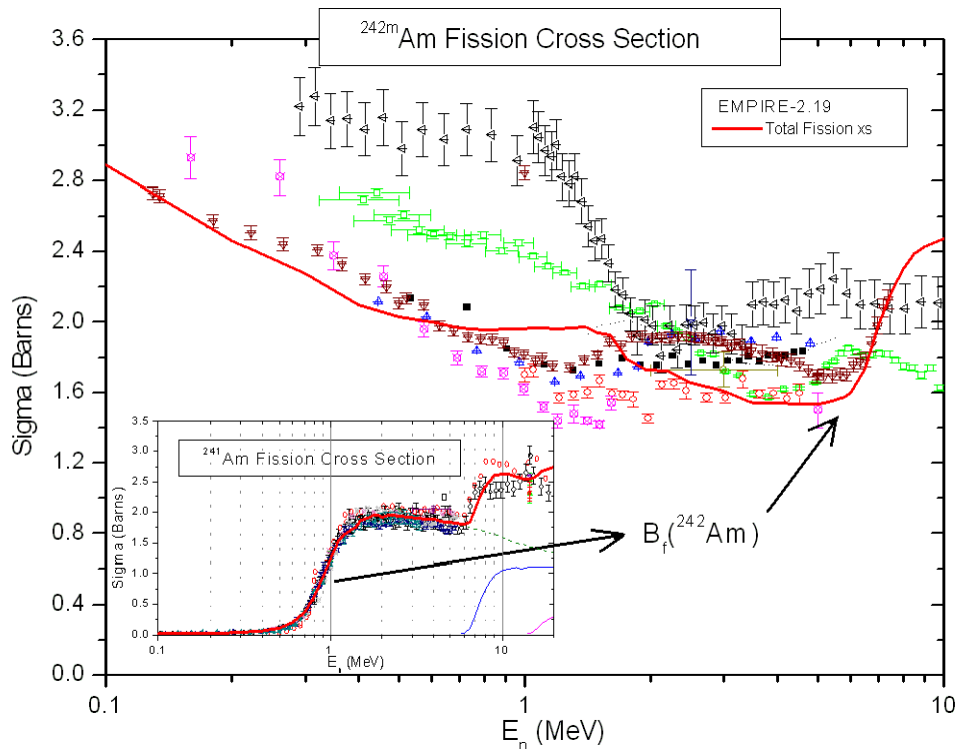 ²⁴²ᵐAm Fission Cross Section
EMPIRE-2.19
Total Fission xs
3.6
3.2
2.8
2.4
2.0
1.6
1.2
0.8
0.4
0.0
Sigma (Barns)
0.1
1
10
Eₙ (MeV)
²⁴¹Am Fission Cross Section
3.5
3.0
2.5
2.0
1.5
1.0
0.5
0.0
Sigma (Barns)
0.1
1
10
E (MeV)
B_f(²⁴²Am)